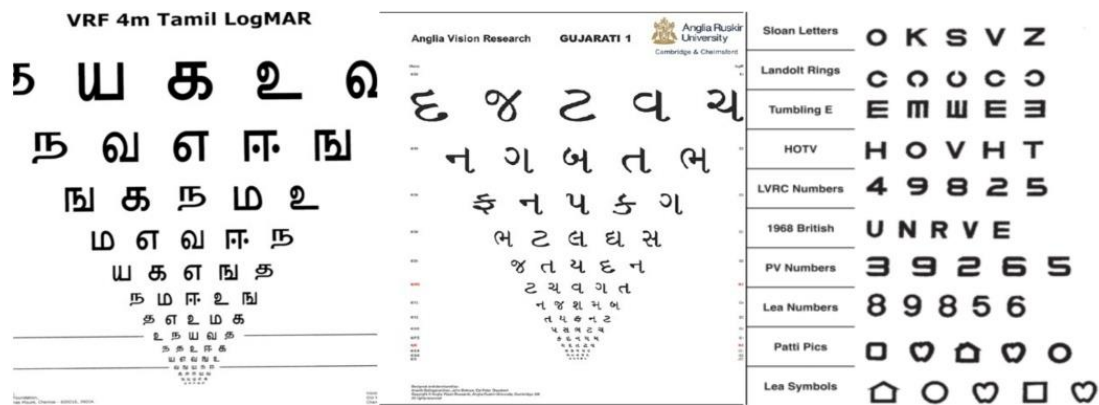 VRF 4m Tamil LogMAR
த ய க உ
ந வ எ ஈ ங
ங க ந ம உ
ம எ வ ஈ ந
ய க எ ங த
ந ம ஈ உ ங
த எ உ ம க
உ ந ய வ த
Anglia Vision Research GUJARATI 1
Anglia Ruskin University
Cambridge & Chelmsford
દ જ ટ વ ચ
ન ગ બ ત ભ
ફ ન પ ક ગ
ભ ટ લ ઘ સ
જ ત ય દ ન
ટ ચ વ ગ ત
ન જ શ મ બ
ત ય ફ ન ટ
Sloan Letters O K S V Z
Landolt Rings
Tumbling E
HOTV H O V H T
LVRC Numbers 4 9 8 2 5
1968 British U N R V E
PV Numbers 3 9 2 6 5
Lea Numbers 8 9 8 5 6
Patti Pics
Lea Symbols